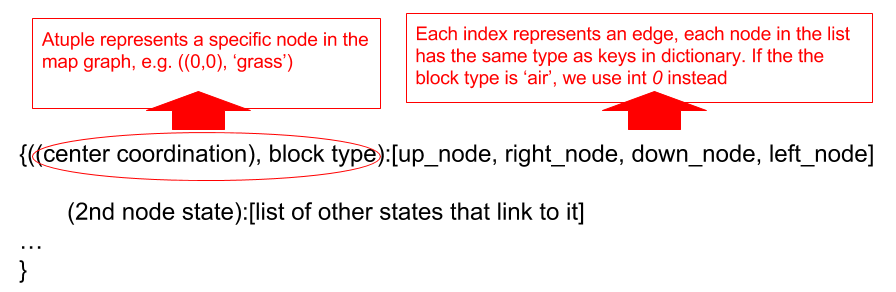 Atuple represents a specific node in the
map graph, e.g. ((0,0), ‘grass’)
Each index represents an edge, each node in the list
has the same type as keys in dictionary. If the the
block type is ‘air’, we use int 0 instead
{((center coordination), block type):[up_node, right_node, down_node, left_node]
(2nd node state):[list of other states that link to it]
…
}